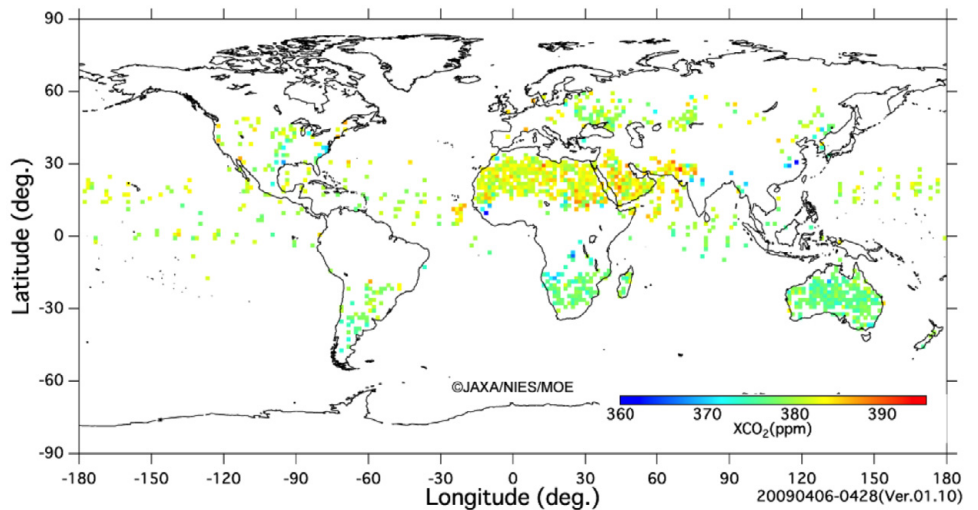 90
60
30
0
-30
-60
-90
Latitude (deg.)
©JAXA/NIES/MOE
360 370 380 390
XCO₂(ppm)
-180 -150 -120 -90 -60 -30 0 30 60 90 120 150 180
Longitude (deg.)
20090406-0428(Ver.01.10)